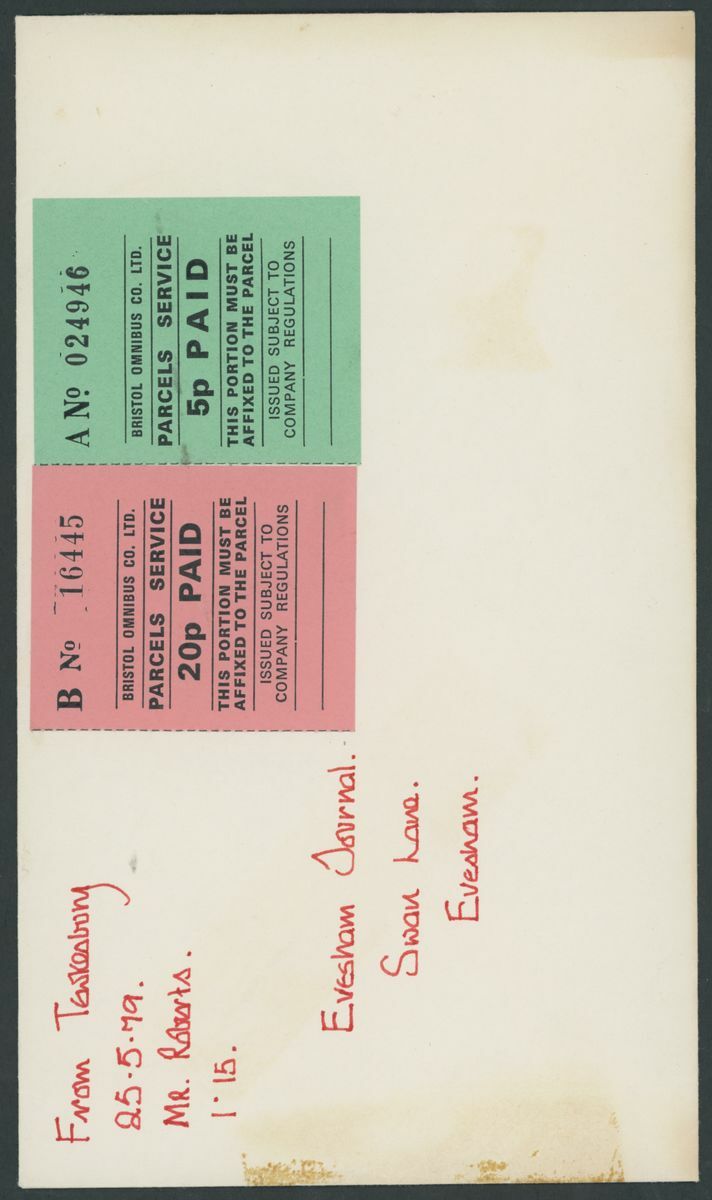 From Tewkesbury
25.5.79.
Mr. Roberts.
1.15.
B № 16445
BRISTOL OMNIBUS CO. LTD.
PARCELS SERVICE
20p PAID
THIS PORTION MUST BE
AFFIXED TO THE PARCEL
ISSUED SUBJECT TO
COMPANY REGULATIONS
A № 024946
BRISTOL OMNIBUS CO. LTD.
PARCELS SERVICE
5p PAID
THIS PORTION MUST BE
AFFIXED TO THE PARCEL
ISSUED SUBJECT TO
COMPANY REGULATIONS
Evesham Journal.
Swan Lane.
Evesham.